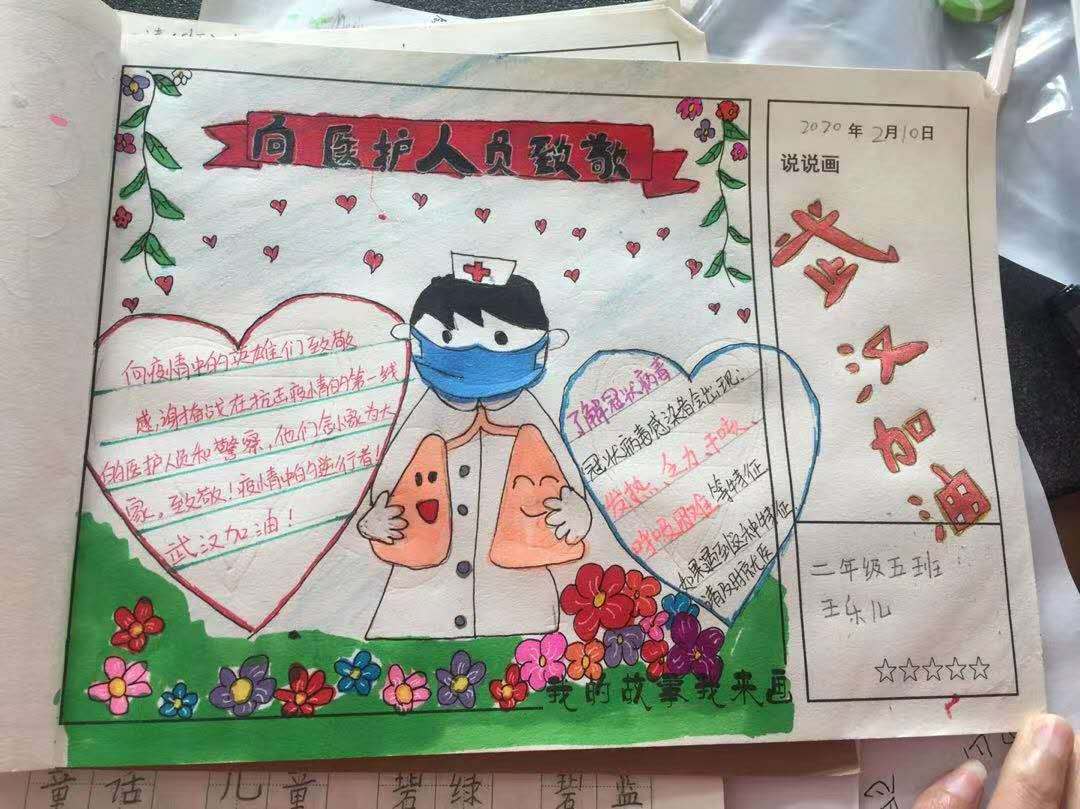 向医护人员致敬
2020年2月10日
说说画
武汉加油
向疫情中的英雄们致敬
感谢奋战在抗击疫情的第一线
的医护人员和警察，他们舍小家为大
家，致敬！疫情中的逆行者！
武汉加油！
了解冠状病毒
冠状病毒感染者会出现：
发热、乏力、干咳、
呼吸困难等特征
如果遇到这种特征
请及时就医
二年级五班
王乐儿
我的故事我来画
童话
儿童
碧绿